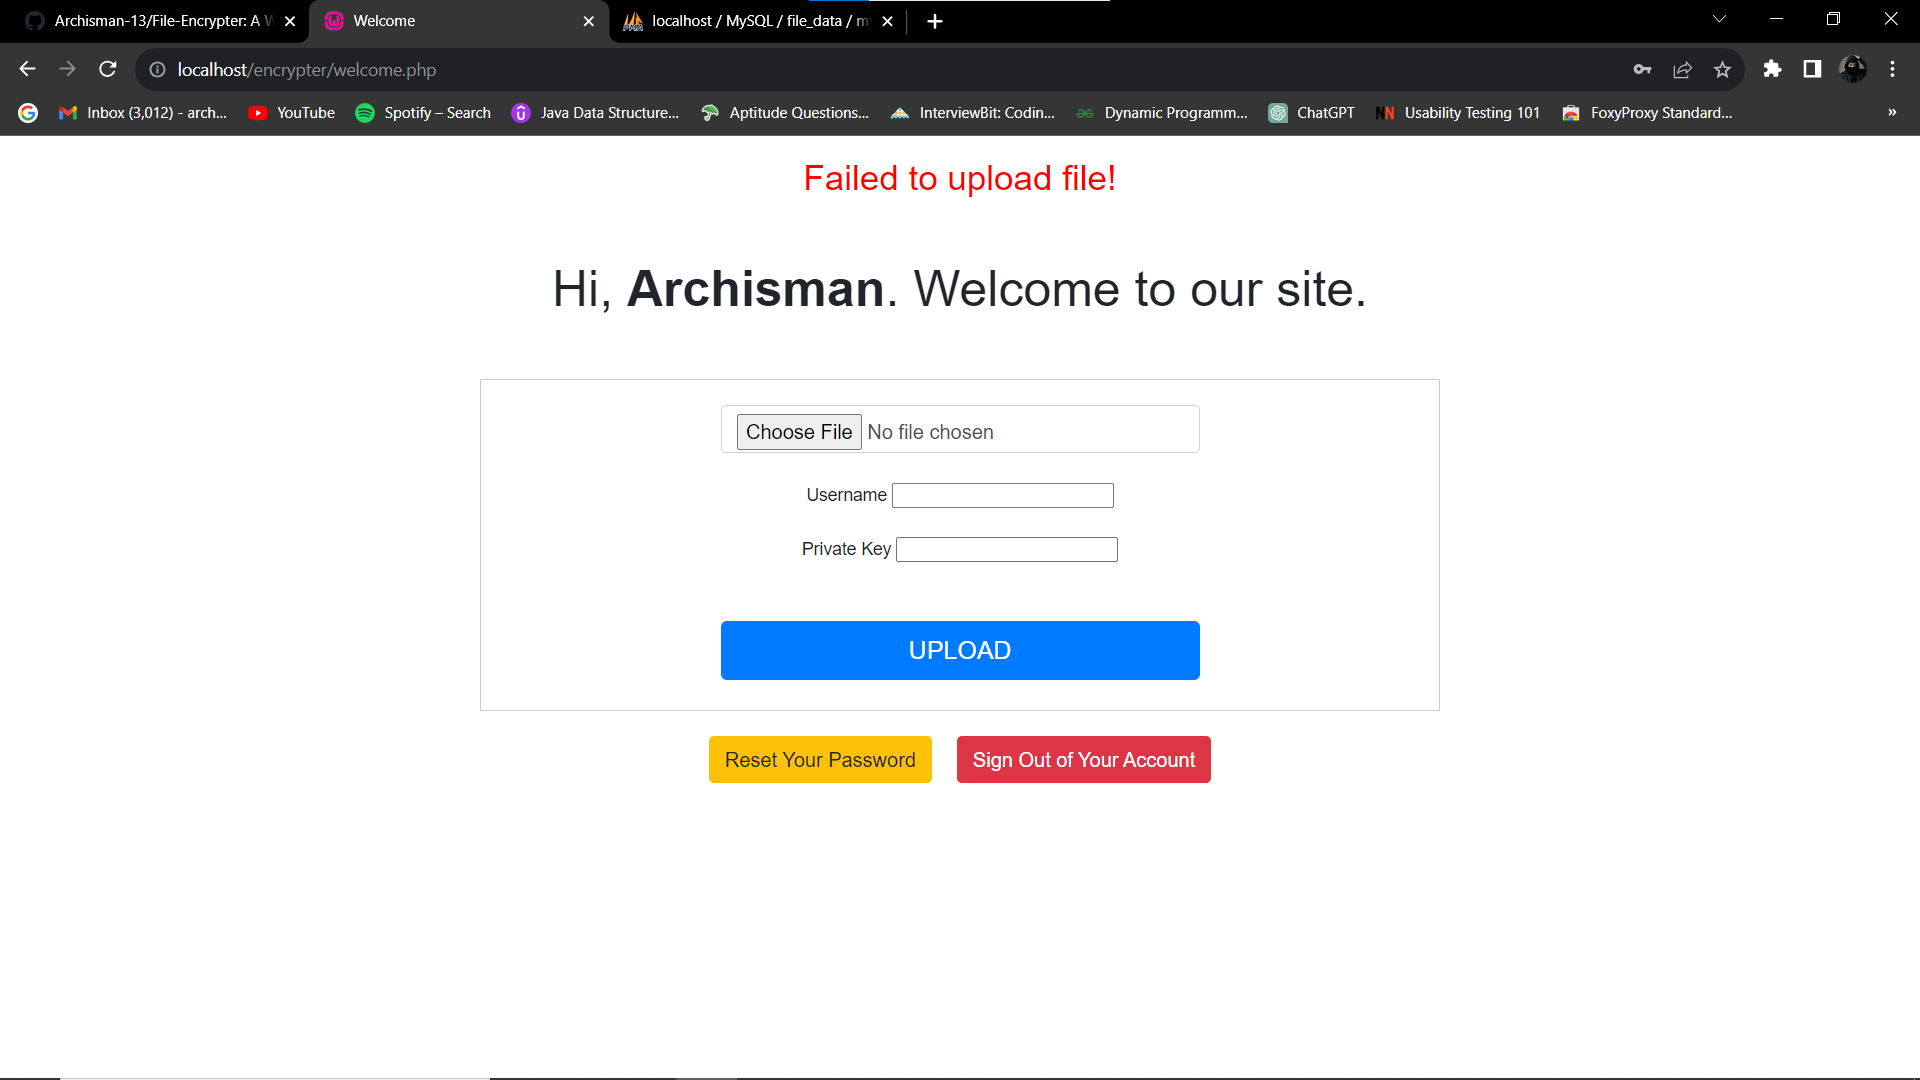 Archisman-13/File-Encrypter: A W
Welcome
localhost / MySQL / file_data / m
localhost/encrypter/welcome.php
Inbox (3,012) - arch...
YouTube
Spotify – Search
Java Data Structure...
Aptitude Questions...
InterviewBit: Codin...
Dynamic Programm...
ChatGPT
NN Usability Testing 101
FoxyProxy Standard...
»
Failed to upload file!
Hi, Archisman. Welcome to our site.
Choose File No file chosen
Username
Private Key
UPLOAD
Reset Your Password
Sign Out of Your Account